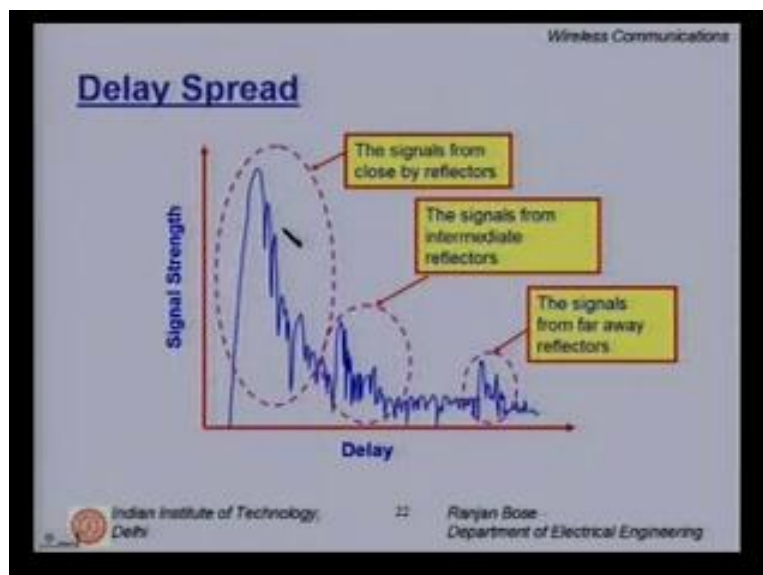 Wireless Communications
Delay Spread
The signals from
close by reflectors
The signals from
intermediate
reflectors
The signals
from far away
reflectors
Signal Strength
Delay
Indian Institute of Technology,
Delhi
22
Ranjan Bose
Department of Electrical Engineering